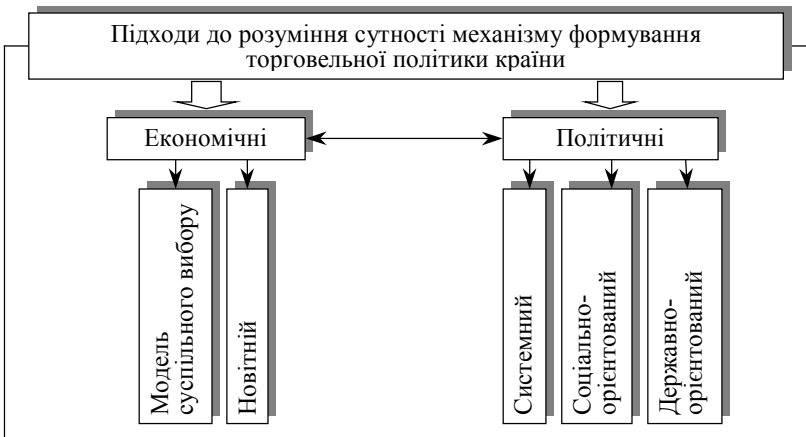 Підходи до розуміння сутності механізму формування
торговельної політики країни
Економічні
Політичні
Модель
суспільного вибору
Новітній
Системний
Соціально-
орієнтований
Державно-
орієнтований